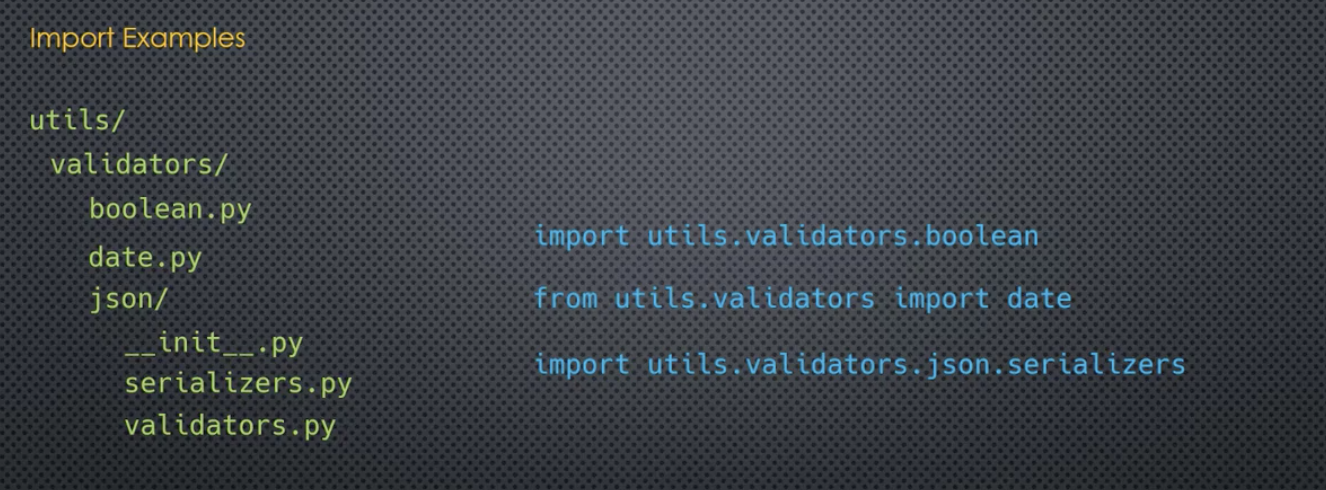 Import Examples
utils/
validators/
boolean.py
date.py
json/
__init__.py
serializers.py
validators.py
import utils.validators.boolean
from utils.validators import date
import utils.validators.json.serializers